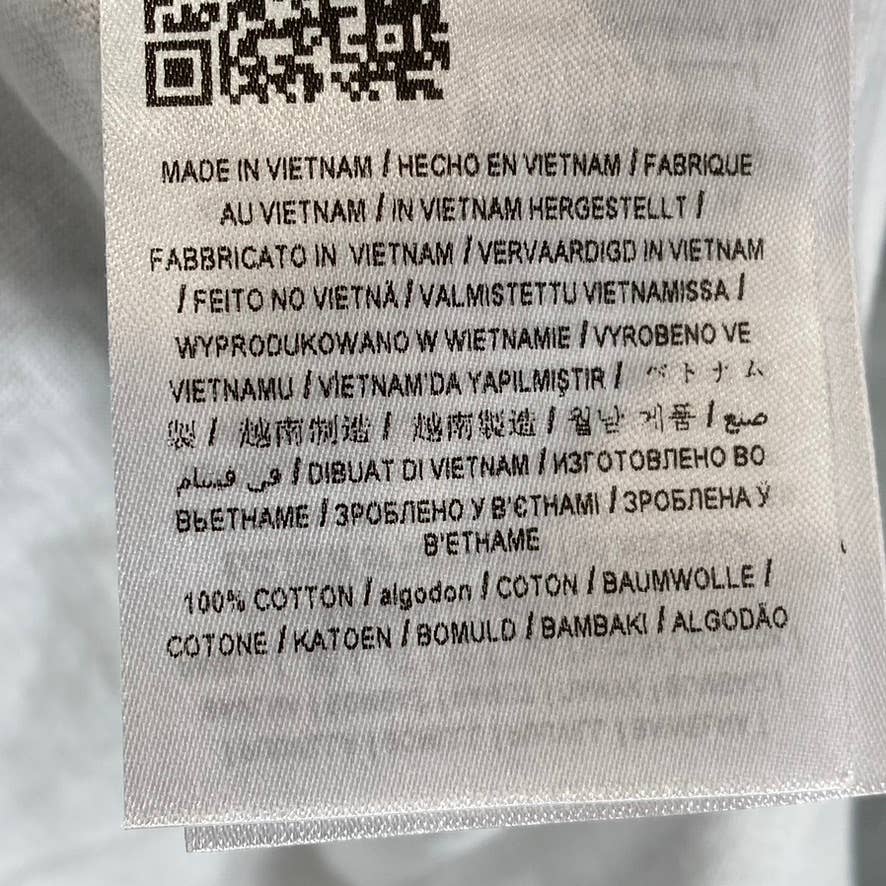 MADE IN VIETNAM / HECHO EN VIETNAM / FABRIQUE
AU VIETNAM / IN VIETNAM HERGESTELLT /
FABBRICATO IN VIETNAM / VERVAARDIGD IN VIETNAM
/ FEITO NO VIETNÃ / VALMISTETTU VIETNAMISSA /
WYPRODUKOWANO W WIETNAMIE / VYROBENO VE
VIETNAMU / VİETNAM'DA YAPILMIŞTIR / ベトナム
製 / 越南制造 / 越南製造 / 월남 제품 / صنع
في فيتنام / DIBUAT DI VIETNAM / ИЗГОТОВЛЕНО ВО
ВЬЕТНАМЕ / ЗРОБЛЕНО У В'ЄТНАМІ / ЗРОБЛЕНА Ў
В'ЕТНАМЕ
100% COTTON / algodon / COTON / BAUMWOLLE /
COTONE / KATOEN / BOMULD / BAMBAKI / ALGODÃO